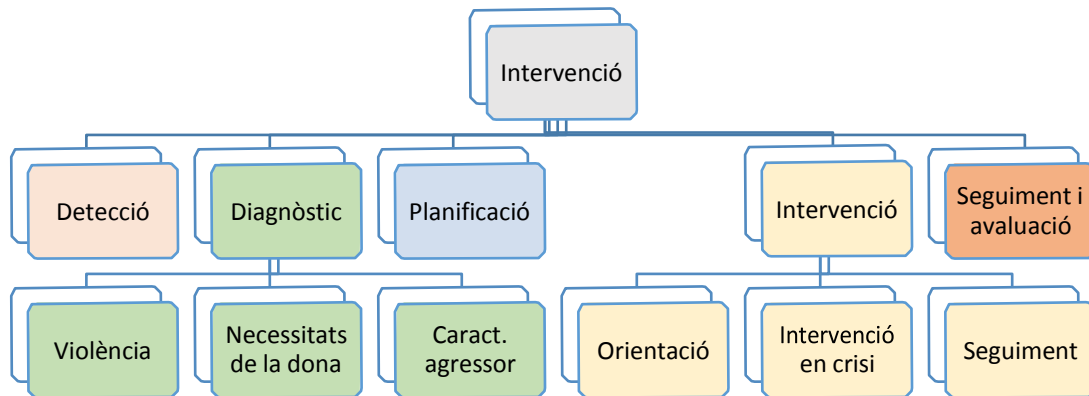 Intervenció
Detecció
Diagnòstic
Planificació
Intervenció
Seguiment i
avaluació
Violència
Necessitats
de la dona
Caract.
agressor
Orientació
Intervenció
en crisi
Seguiment